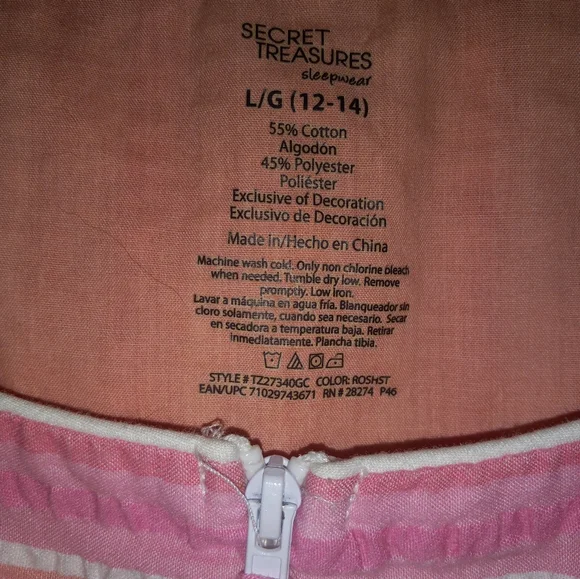 SECRET
TREASURES
sleepwear
L/G (12-14)
55% Cotton
Algodón
45% Polyester
Poliéster
Exclusive of Decoration
Exclusivo de Decoración
Made in/Hecho en China
Machine wash cold. Only non chlorine bleach
when needed. Tumble dry low. Remove
promptly. Low iron.
Lavar a máquina en agua fría. Blanqueador sin
cloro solamente, cuando sea necesario. Secar
en secadora a temperatura baja. Retirar
inmediatamente. Plancha tibia.
STYLE # TZ27340GC COLOR: ROSHST
EAN/UPC 71029743671 RN # 28274 P46